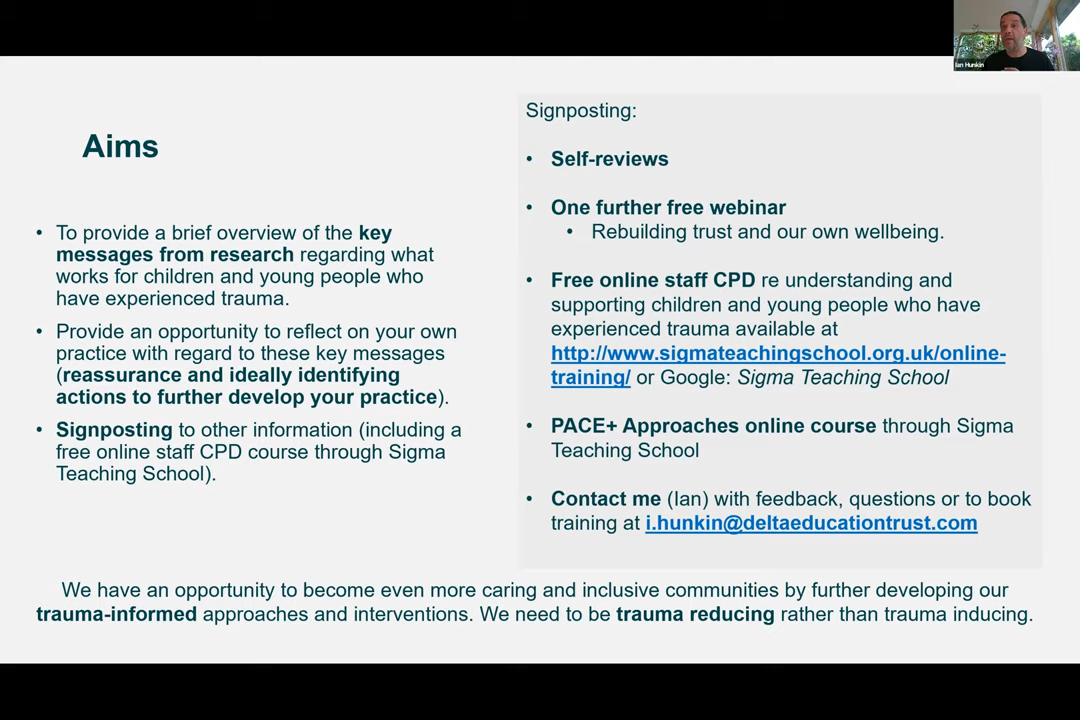 Ian Hunkin
Aims
• To provide a brief overview of the key
messages from research regarding what
works for children and young people who
have experienced trauma.
• Provide an opportunity to reflect on your own
practice with regard to these key messages
(reassurance and ideally identifying
actions to further develop your practice).
• Signposting to other information (including a
free online staff CPD course through Sigma
Teaching School).
Signposting:
• Self-reviews
• One further free webinar
• Rebuilding trust and our own wellbeing.
• Free online staff CPD re understanding and
supporting children and young people who have
experienced trauma available at
http://www.sigmateachingschool.org.uk/online-
training/ or Google: Sigma Teaching School
• PACE+ Approaches online course through Sigma
Teaching School
• Contact me (Ian) with feedback, questions or to book
training at i.hunkin@deltaeducationtrust.com
We have an opportunity to become even more caring and inclusive communities by further developing our
trauma-informed approaches and interventions. We need to be trauma reducing rather than trauma inducing.